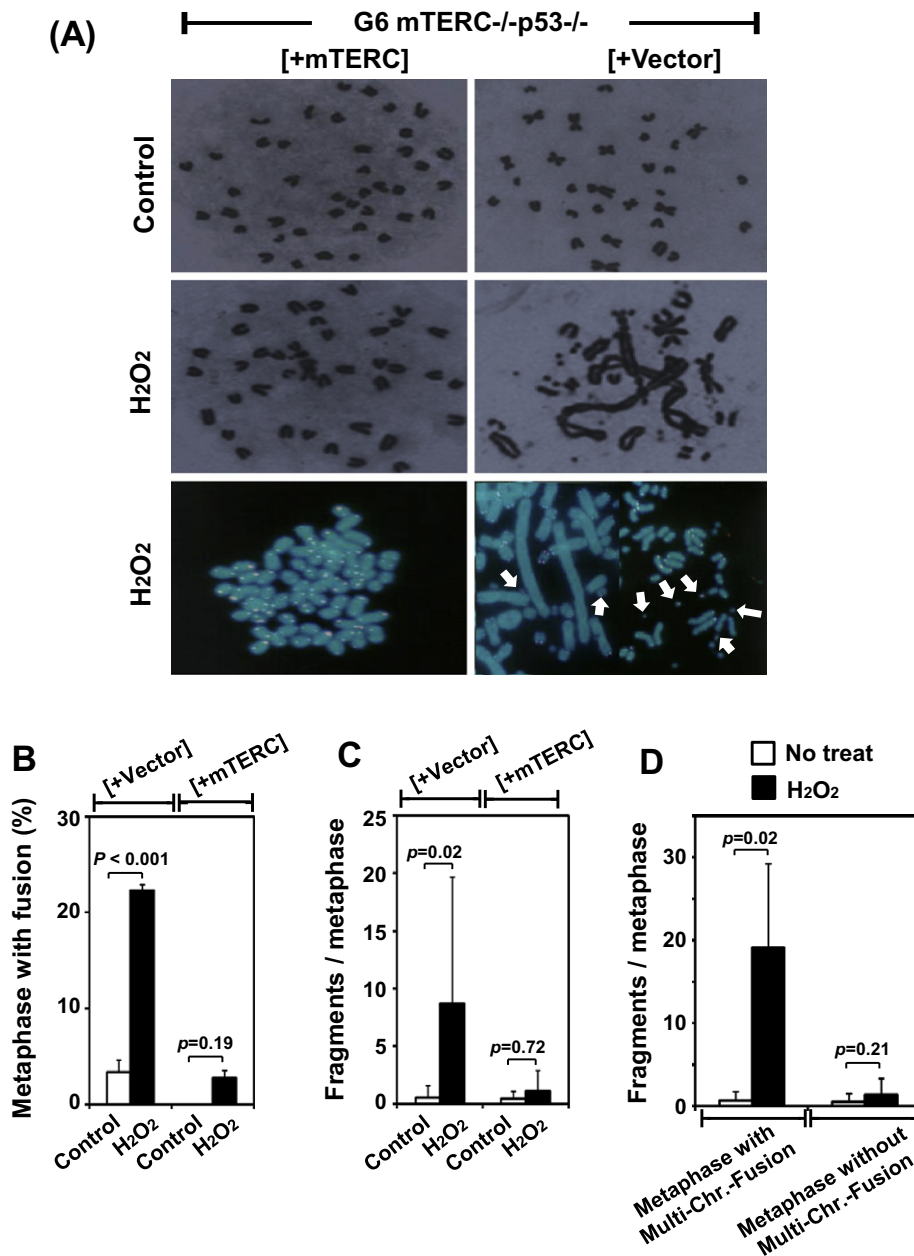 (A)
G6 mTERC-/-p53-/-
[+mTERC]
[+Vector]
Control
H2O2
H2O2
B
[+Vector]
[+mTERC]
Metaphase with fusion (%)
30
20
10
0
P < 0.001
p=0.19
Control
H2O2
Control
H2O2
C
[+Vector]
[+mTERC]
Fragments / metaphase
25
20
15
10
5
0
p=0.02
p=0.72
Control
H2O2
Control
H2O2
D
No treat
H2O2
Fragments / metaphase
30
20
10
0
p=0.02
p=0.21
Metaphase with
Multi-Chr.-Fusion
Metaphase without
Multi-Chr.-Fusion